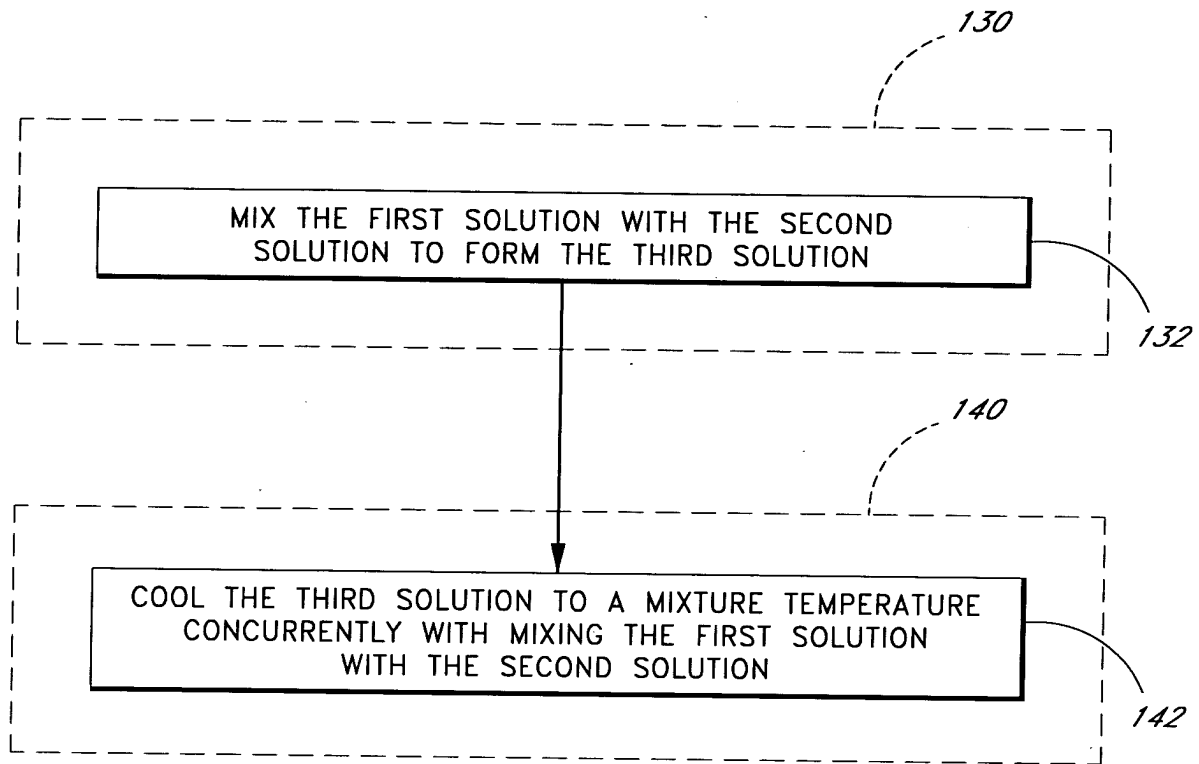 130
MIX THE FIRST SOLUTION WITH THE SECOND
SOLUTION TO FORM THE THIRD SOLUTION
132
140
COOL THE THIRD SOLUTION TO A MIXTURE TEMPERATURE
CONCURRENTLY WITH MIXING THE FIRST SOLUTION
WITH THE SECOND SOLUTION
142